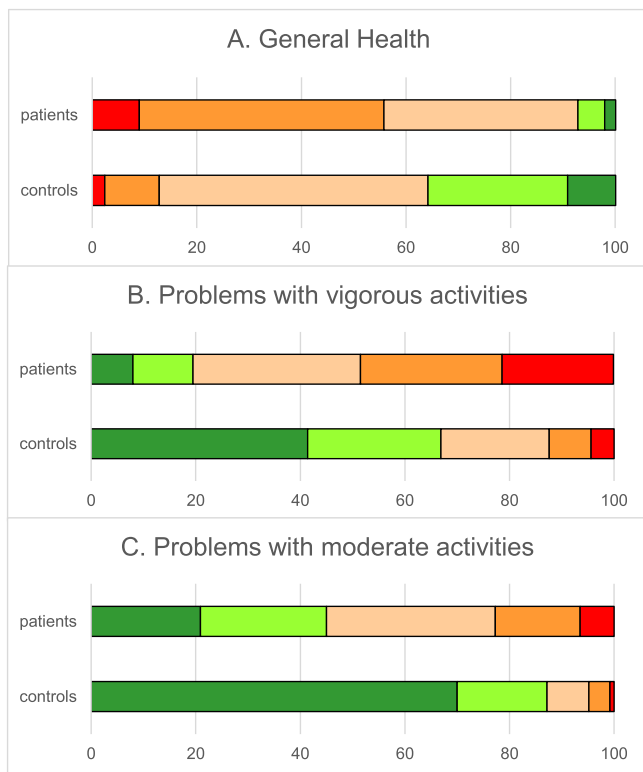 A. General Health
patients
controls
0 20 40 60 80 100
B. Problems with vigorous activities
patients
controls
0 20 40 60 80 100
C. Problems with moderate activities
patients
controls
0 20 40 60 80 100